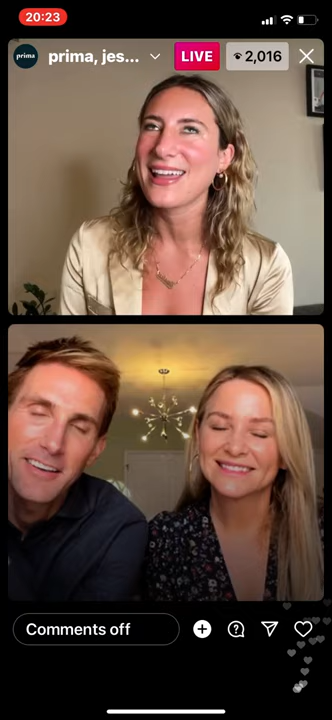 20:23
prima
prima, jes...
LIVE
2,016
Comments off